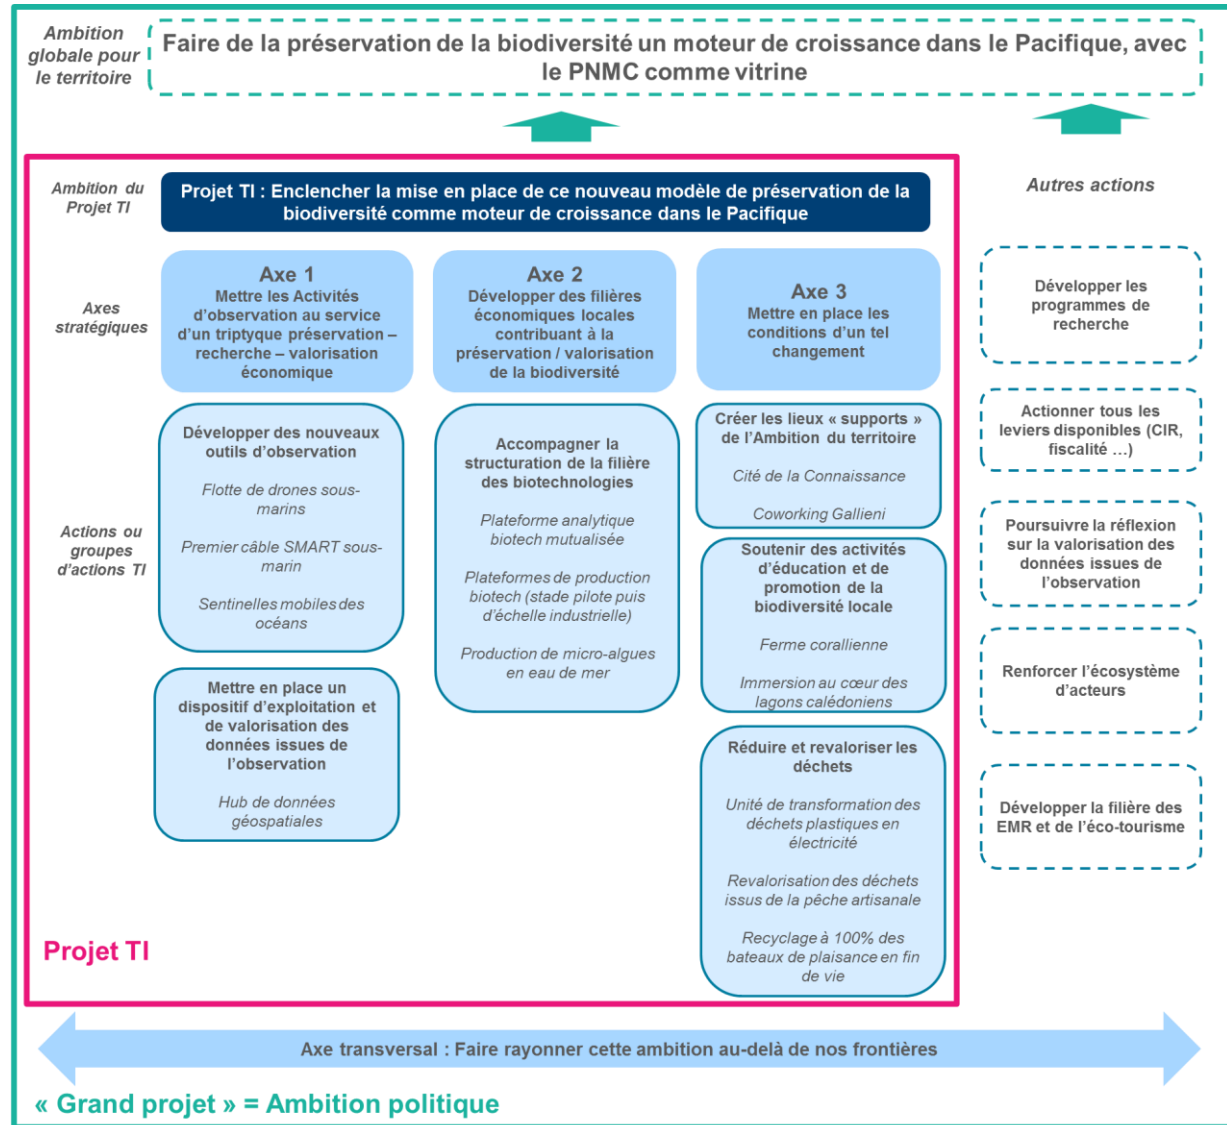 Ambition
globale pour
le territoire
Faire de la préservation de la biodiversité un moteur de croissance dans le Pacifique, avec
le PNMC comme vitrine
Ambition du
Projet TI
Projet TI : Enclencher la mise en place de ce nouveau modèle de préservation de la
biodiversité comme moteur de croissance dans le Pacifique
Autres actions
Axes
stratégiques
Axe 1
Mettre les Activités
d’observation au service
d’un triptyque préservation –
recherche – valorisation
économique
Axe 2
Développer des filières
économiques locales
contribuant à la
préservation / valorisation
de la biodiversité
Axe 3
Mettre en place les
conditions d’un tel
changement
Développer les
programmes de
recherche
Actions ou
groupes
d’actions TI
Développer des nouveaux
outils d’observation
Flotte de drones sous-
marins
Premier câble SMART sous-
marin
Sentinelles mobiles des
océans
Mettre en place un
dispositif d’exploitation et
de valorisation des
données issues de
l’observation
Hub de données
géospatiales
Accompagner la
structuration de la filière
des biotechnologies
Plateforme analytique
biotech mutualisée
Plateformes de production
biotech (stade pilote puis
d’échelle industrielle)
Production de micro-algues
en eau de mer
Créer les lieux « supports »
de l’Ambition du territoire
Cité de la Connaissance
Coworking Gallieni
Soutenir des activités
d’éducation et de
promotion de la
biodiversité locale
Ferme corallienne
Immersion au cœur des
lagons calédoniens
Réduire et revaloriser les
déchets
Unité de transformation des
déchets plastiques en
électricité
Revalorisation des déchets
issus de la pêche artisanale
Recyclage à 100% des
bateaux de plaisance en fin
de vie
Actionner tous les
leviers disponibles (CIR,
fiscalité …)
Poursuivre la réflexion
sur la valorisation des
données issues de
l’observation
Renforcer l’écosystème
d’acteurs
Développer la filière des
EMR et de l’éco-tourisme
Projet TI
Axe transversal : Faire rayonner cette ambition au-delà de nos frontières
« Grand projet » = Ambition politique